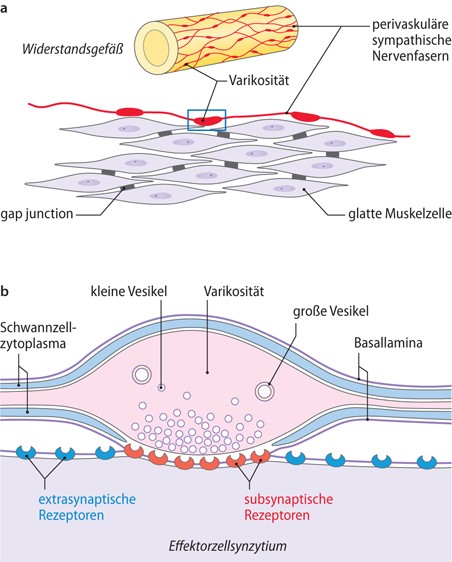 a
Widerstandsgefäß
perivaskuläre
sympathische
Nervenfasern
Varikosität
gap junction
glatte Muskelzelle
b
kleine Vesikel
Varikosität
große Vesikel
Schwannzell-
zytoplasma
Basallamina
extrasynaptische
Rezeptoren
subsynaptische
Rezeptoren
Effektorzellsynzytium